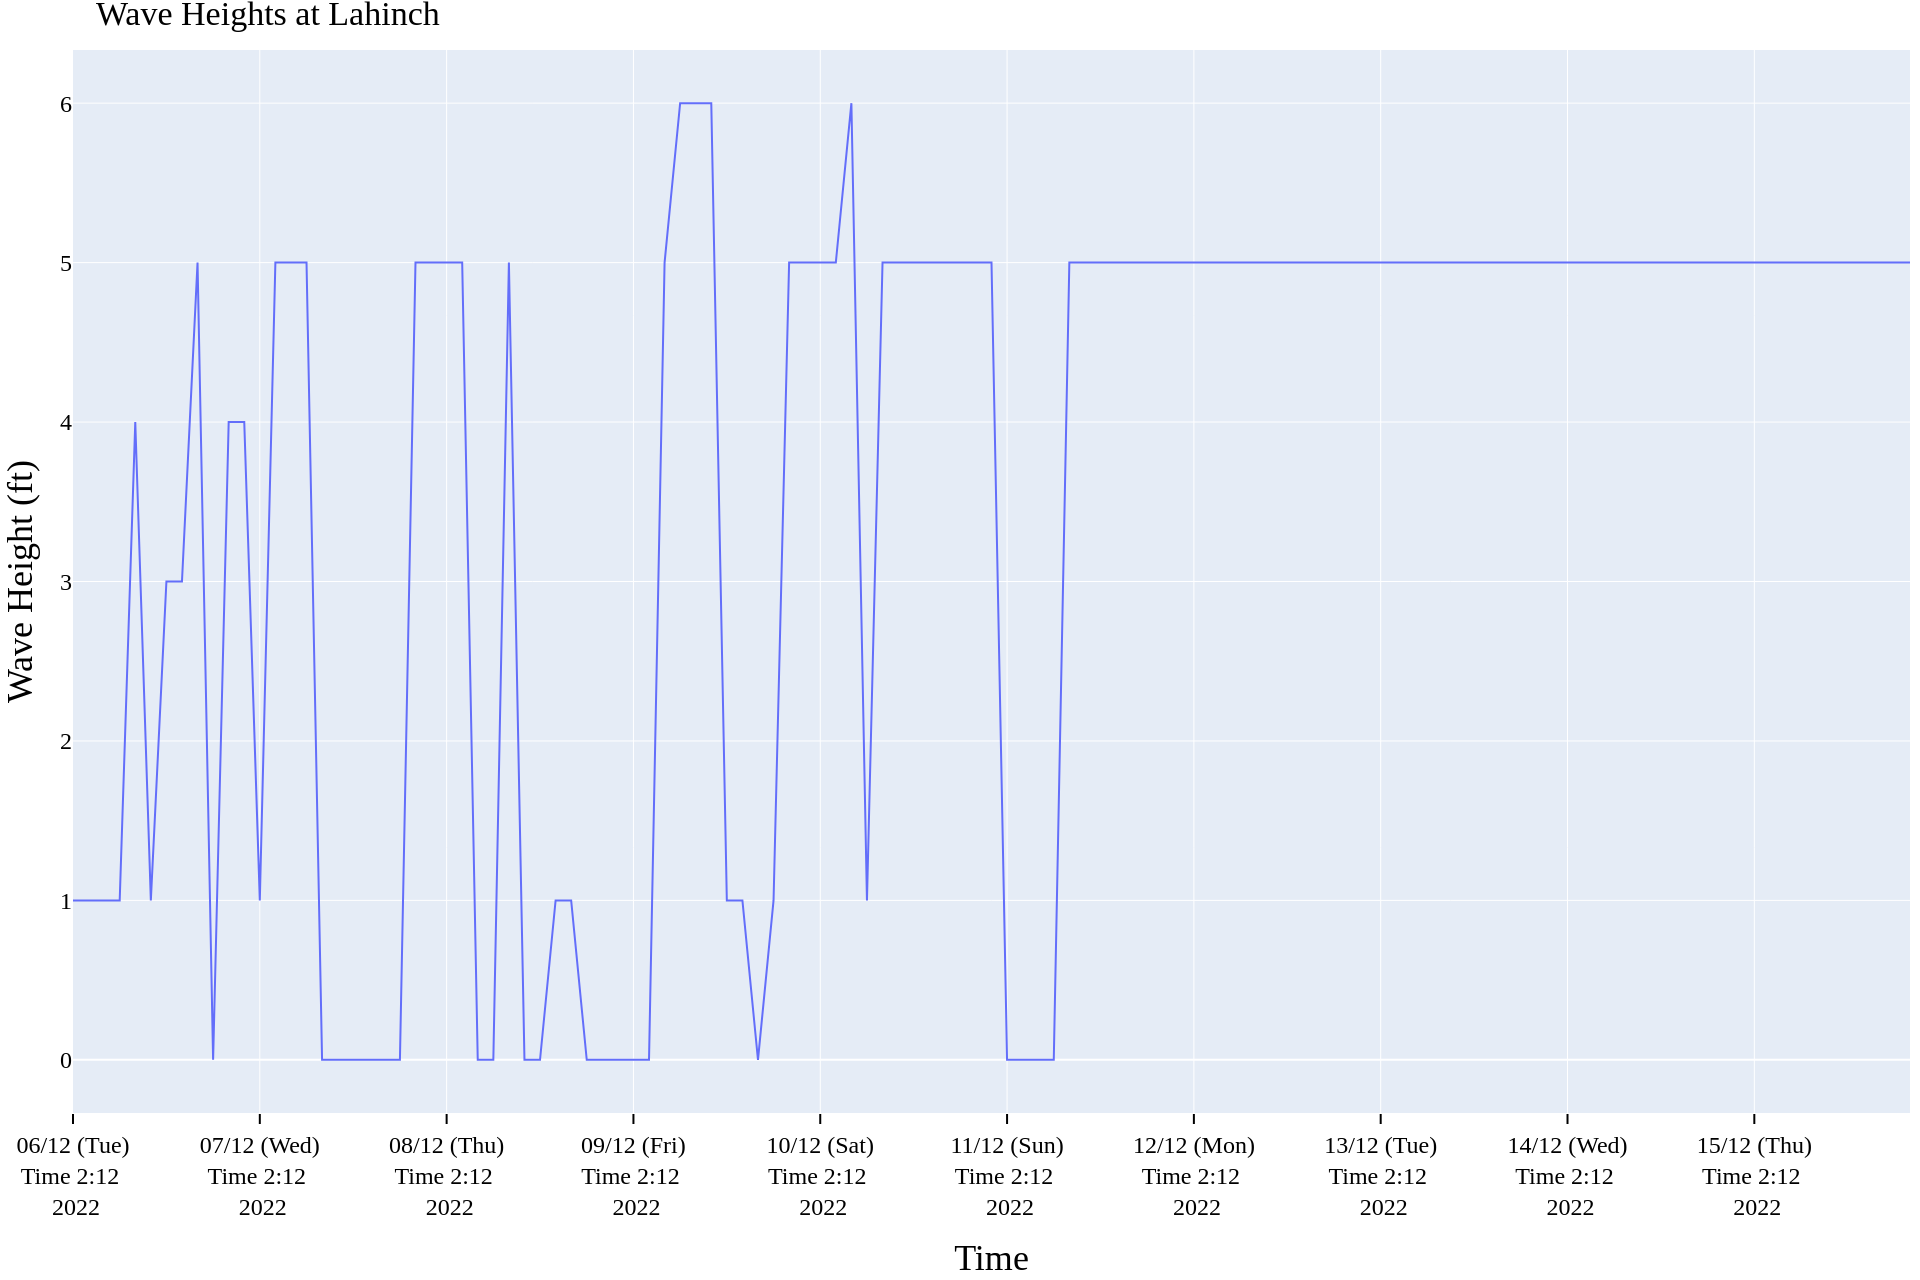 Wave Heights at Lahinch
Wave Height (ft)
6
5
4
3
2
1
0
06/12 (Tue)
Time 2:12
2022
07/12 (Wed)
Time 2:12
2022
08/12 (Thu)
Time 2:12
2022
09/12 (Fri)
Time 2:12
2022
10/12 (Sat)
Time 2:12
2022
11/12 (Sun)
Time 2:12
2022
12/12 (Mon)
Time 2:12
2022
13/12 (Tue)
Time 2:12
2022
14/12 (Wed)
Time 2:12
2022
15/12 (Thu)
Time 2:12
2022
Time